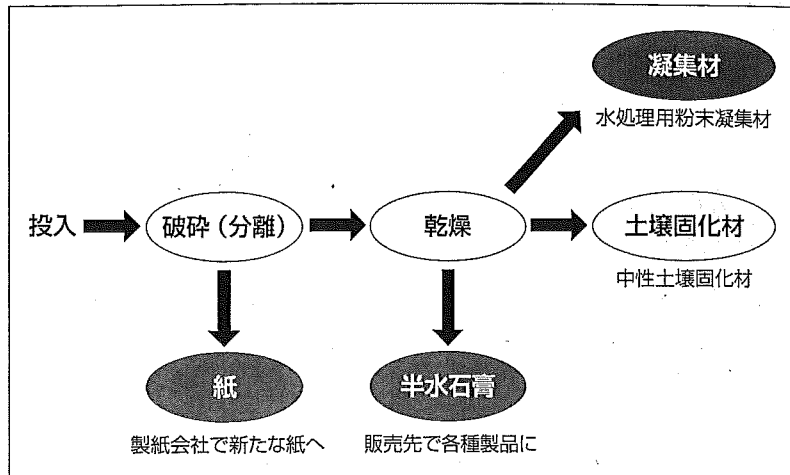 凝集材
水処理用粉末凝集材
投入
破砕(分離)
乾燥
土壌固化材
中性土壌固化材
紙
製紙会社で新たな紙へ
半水石膏
販売先で各種製品に